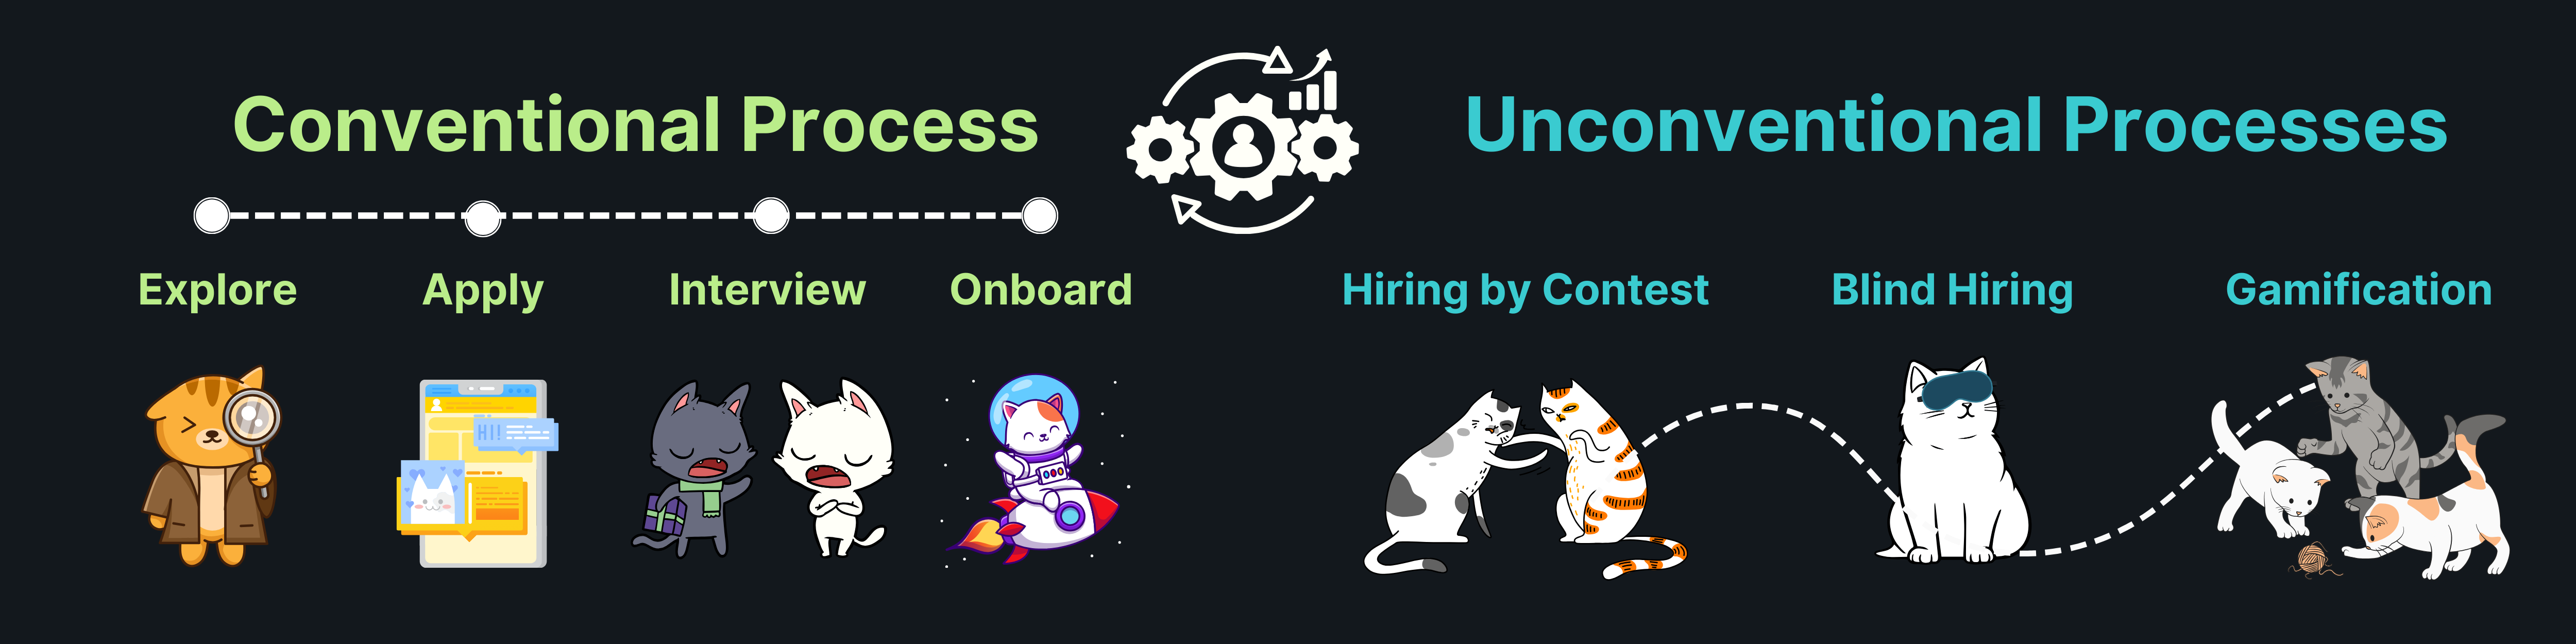 Conventional Process
Unconventional Processes
Explore
Apply
Interview
Onboard
Hiring by Contest
Blind Hiring
Gamification
HI!